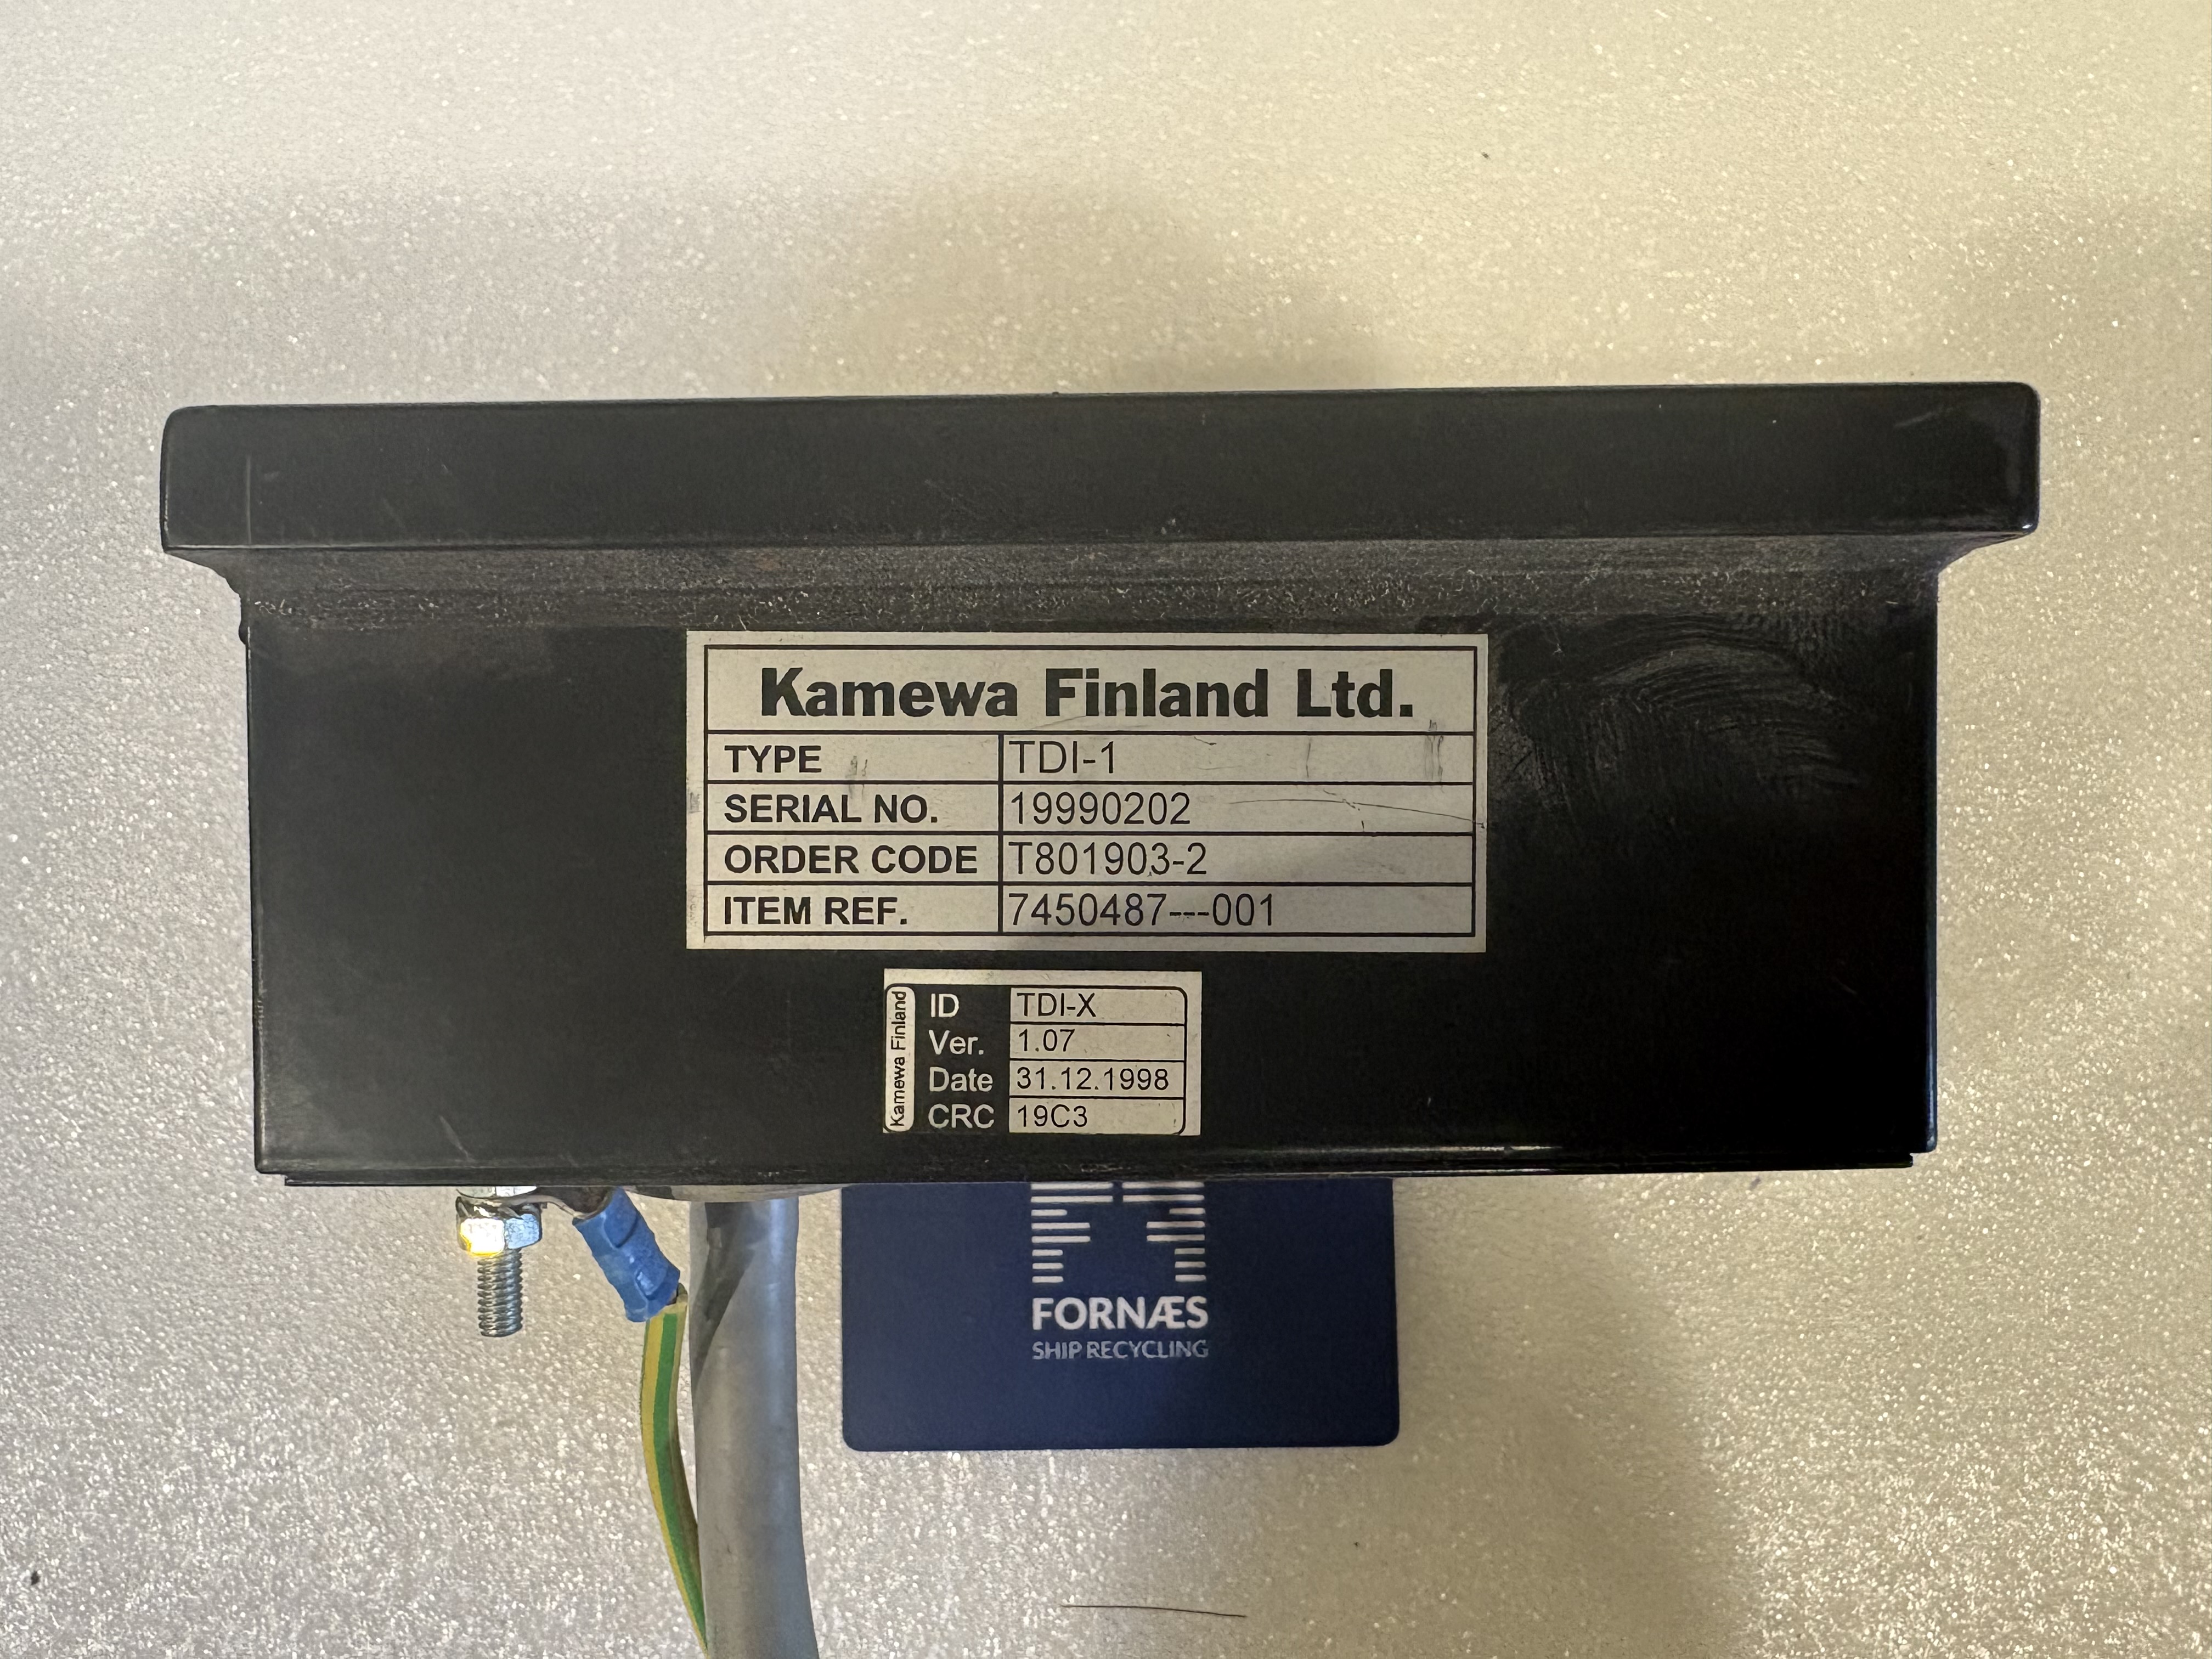 Kamewa Finland Ltd.
TYPE TDI-1
SERIAL NO. 19990202
ORDER CODE T801903-2
ITEM REF. 7450487---001
Kamewa Finland
ID TDI-X
Ver. 1.07
Date 31.12.1998
CRC 19C3
FORNÆS
SHIP RECYCLING